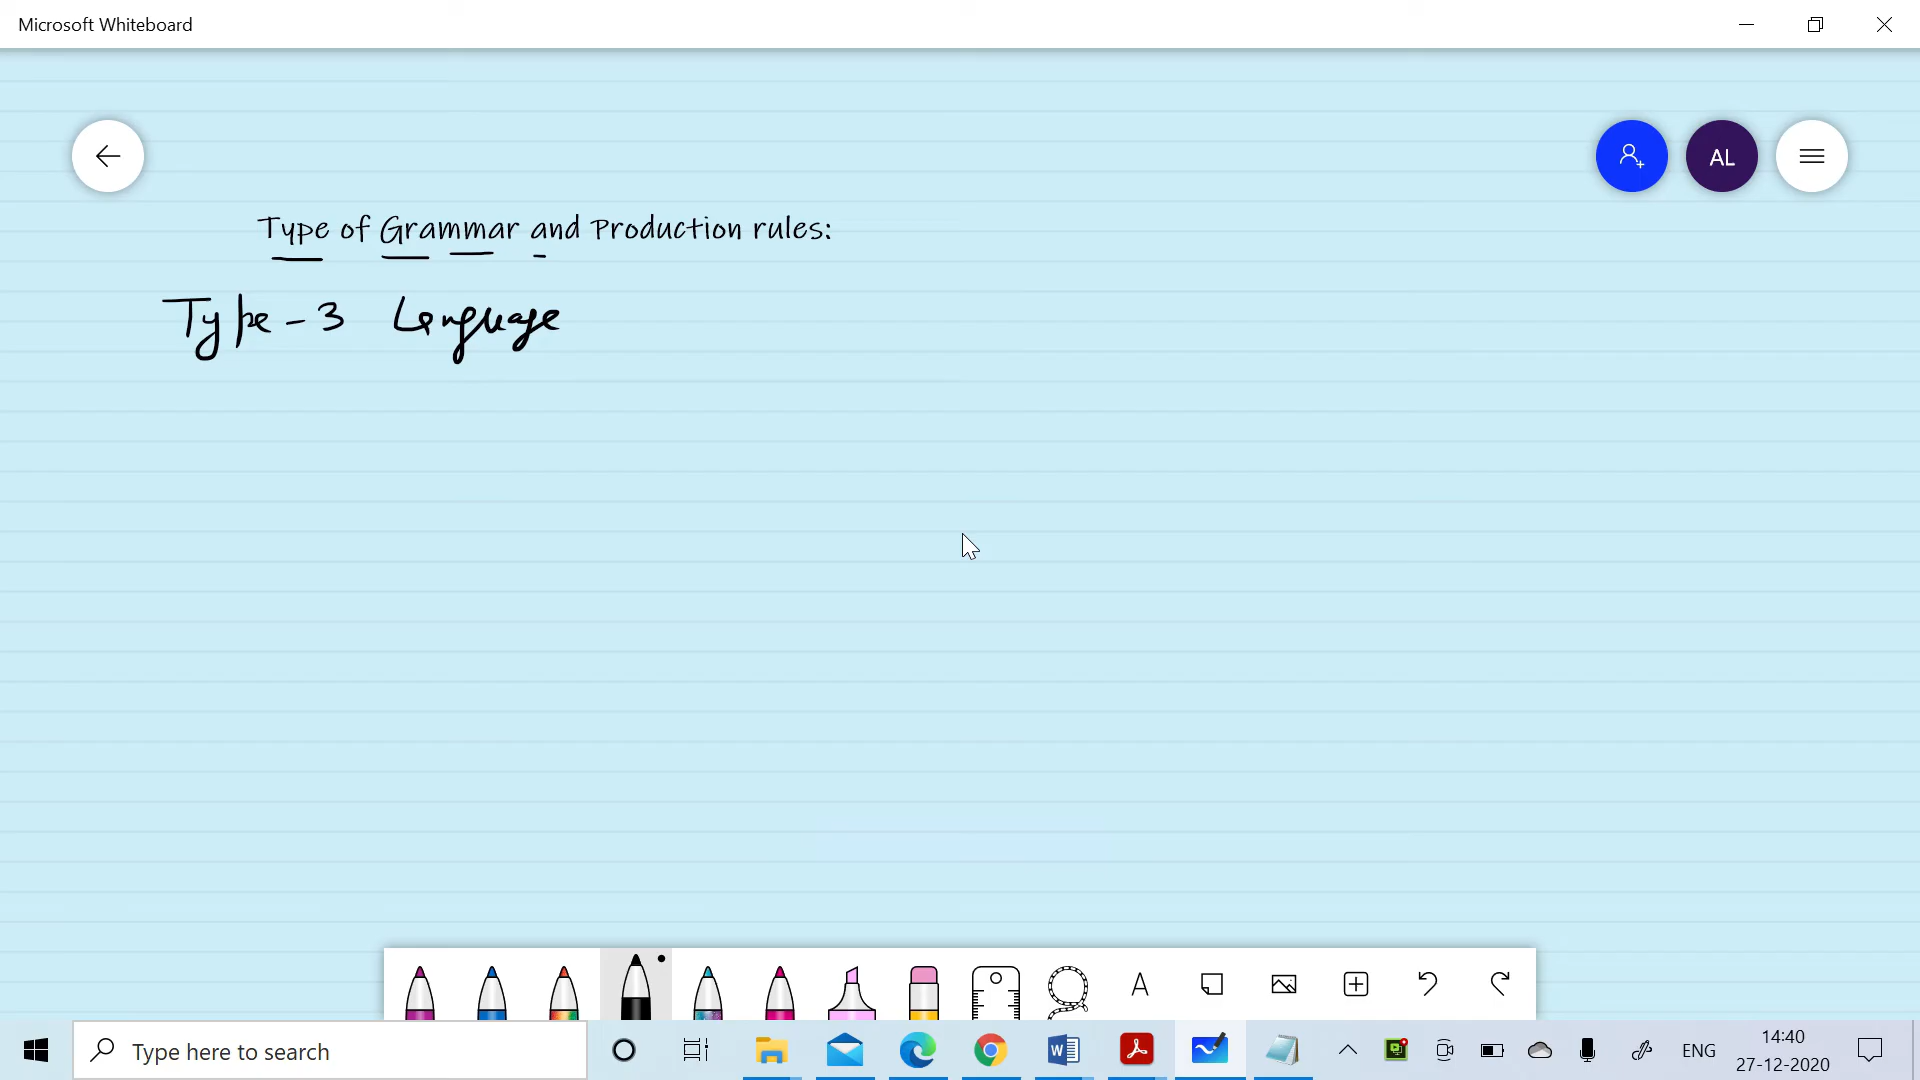 Microsoft Whiteboard
AL
Type of Grammar and Production rules:
Type - 3 Language
A
Type here to search
ENG
14:40
27-12-2020